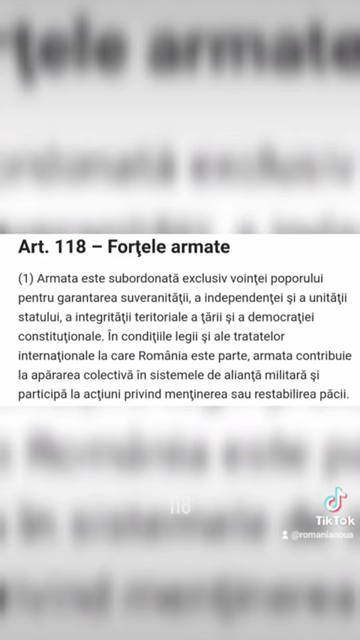 ţele armate
Art. 118 – Forţele armate
(1) Armata este subordonată exclusiv voinţei poporului
pentru garantarea suveranităţii, a independenţei şi a unităţii
statului, a integrităţii teritoriale a ţării şi a democraţiei
constituţionale. În condiţiile legii şi ale tratatelor
internaţionale la care România este parte, armata contribuie
la apărarea colectivă în sistemele de alianţă militară şi
participă la acţiuni privind menţinerea sau restabilirea păcii.
118
TikTok
@romanianoua